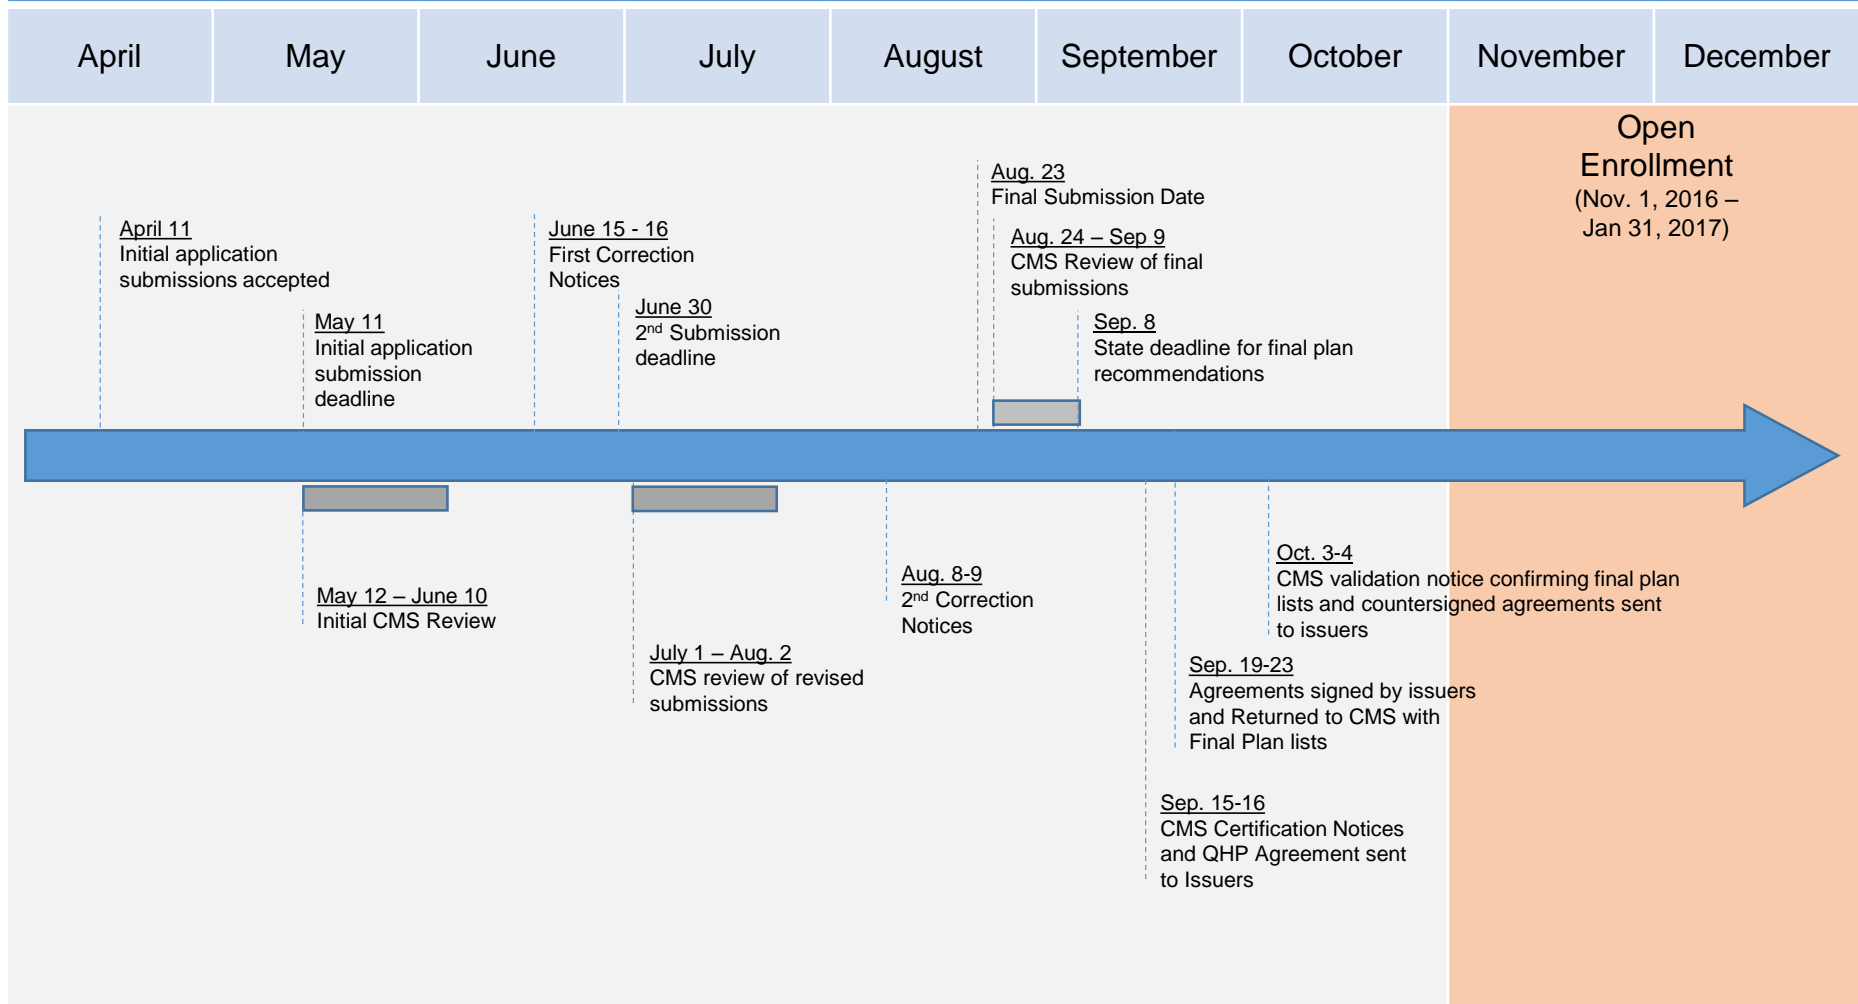 April
May
June
July
August
September
October
November
December
Open
Enrollment
(Nov. 1, 2016 –
Jan 31, 2017)
April 11
Initial application
submissions accepted
May 11
Initial application
submission
deadline
June 15 - 16
First Correction
Notices
June 30
2nd Submission
deadline
Aug. 23
Final Submission Date
Aug. 24 – Sep 9
CMS Review of final
submissions
Sep. 8
State deadline for final plan
recommendations
May 12 – June 10
Initial CMS Review
July 1 – Aug. 2
CMS review of revised
submissions
Aug. 8-9
2nd Correction
Notices
Oct. 3-4
CMS validation notice confirming final plan
lists and countersigned agreements sent
to issuers
Sep. 19-23
Agreements signed by issuers
and Returned to CMS with
Final Plan lists
Sep. 15-16
CMS Certification Notices
and QHP Agreement sent
to Issuers